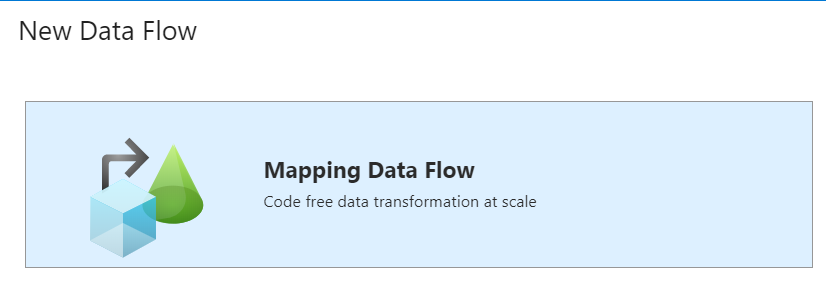 New Data Flow
Mapping Data Flow
Code free data transformation at scale